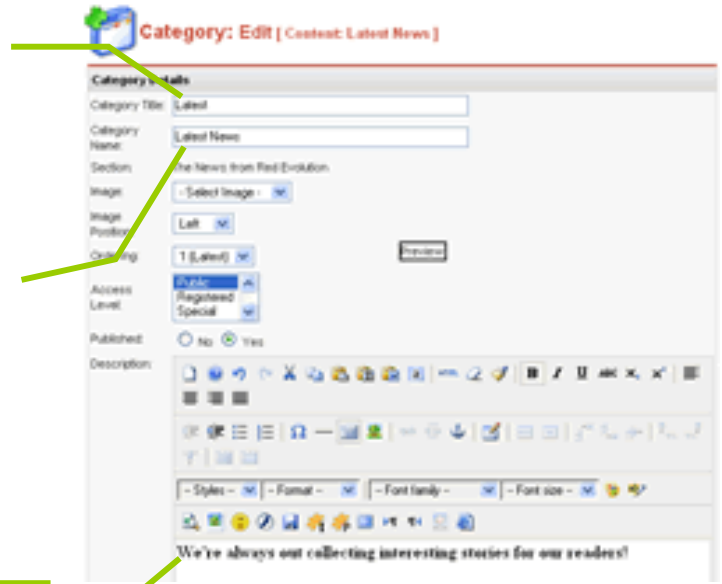 Category: Edit [ Content: Latest News ]
Category Details
Category Title: Latest
Category Name: Latest News
Section: The News from Red Evolution
Image: - Select Image -
Image Position: Left
Ordering: 1 (Latest)
Preview
Access Level: Public
Registered
Special
Published: No Yes
Description:
HTML
B I U ABC X, X'
Ω
- Styles - - Format - - Font family - - Font size -
We're always out collecting interesting stories for our readers!